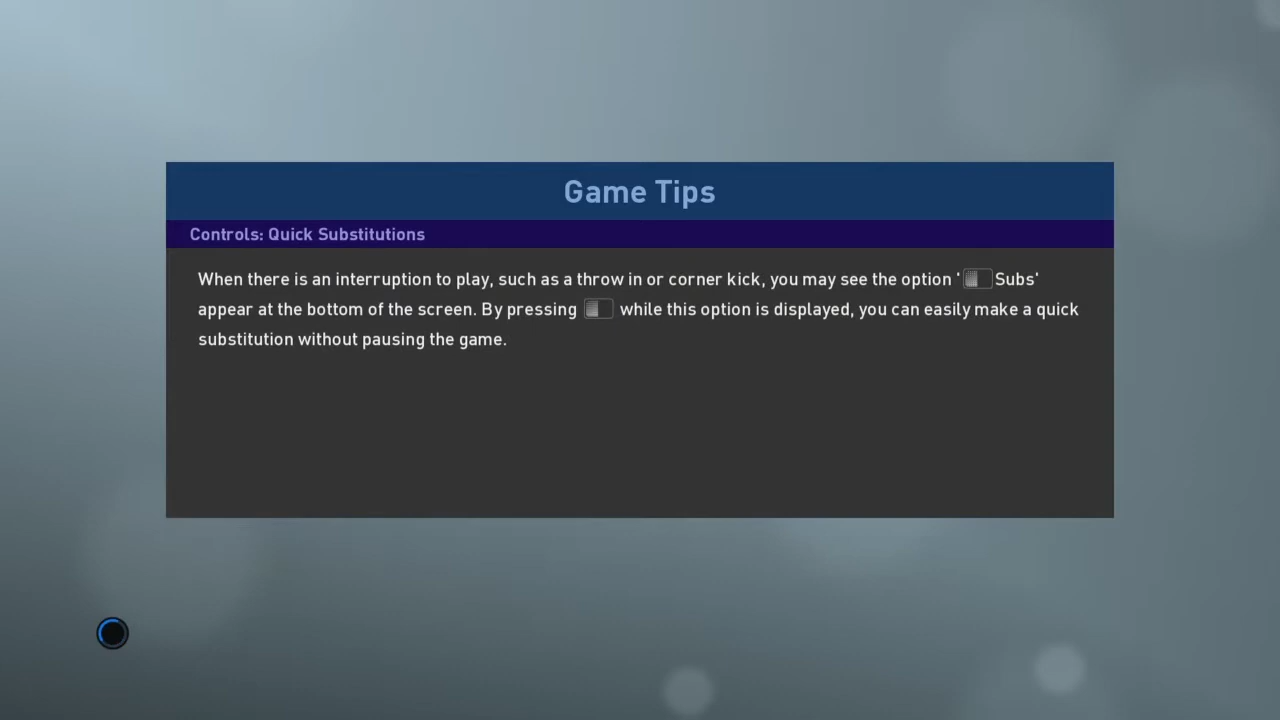 Game Tips
Controls: Quick Substitutions
When there is an interruption to play, such as a throw in or corner kick, you may see the option ' Subs'
appear at the bottom of the screen. By pressing while this option is displayed, you can easily make a quick
substitution without pausing the game.